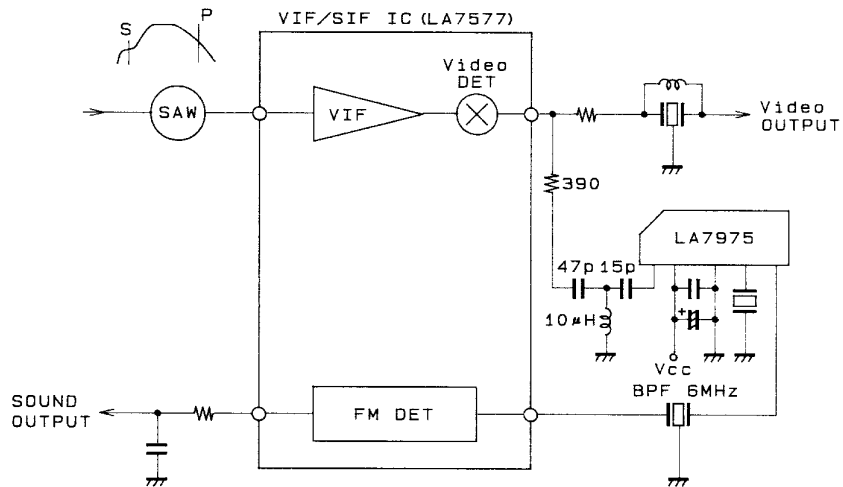 VIF/SIF IC (LA7577)
S
P
SAW
VIF
Video
DET
Video
OUTPUT
390
LA7975
47p
15p
10μH
+
Vcc
BPF 6MHz
SOUND
OUTPUT
FM DET